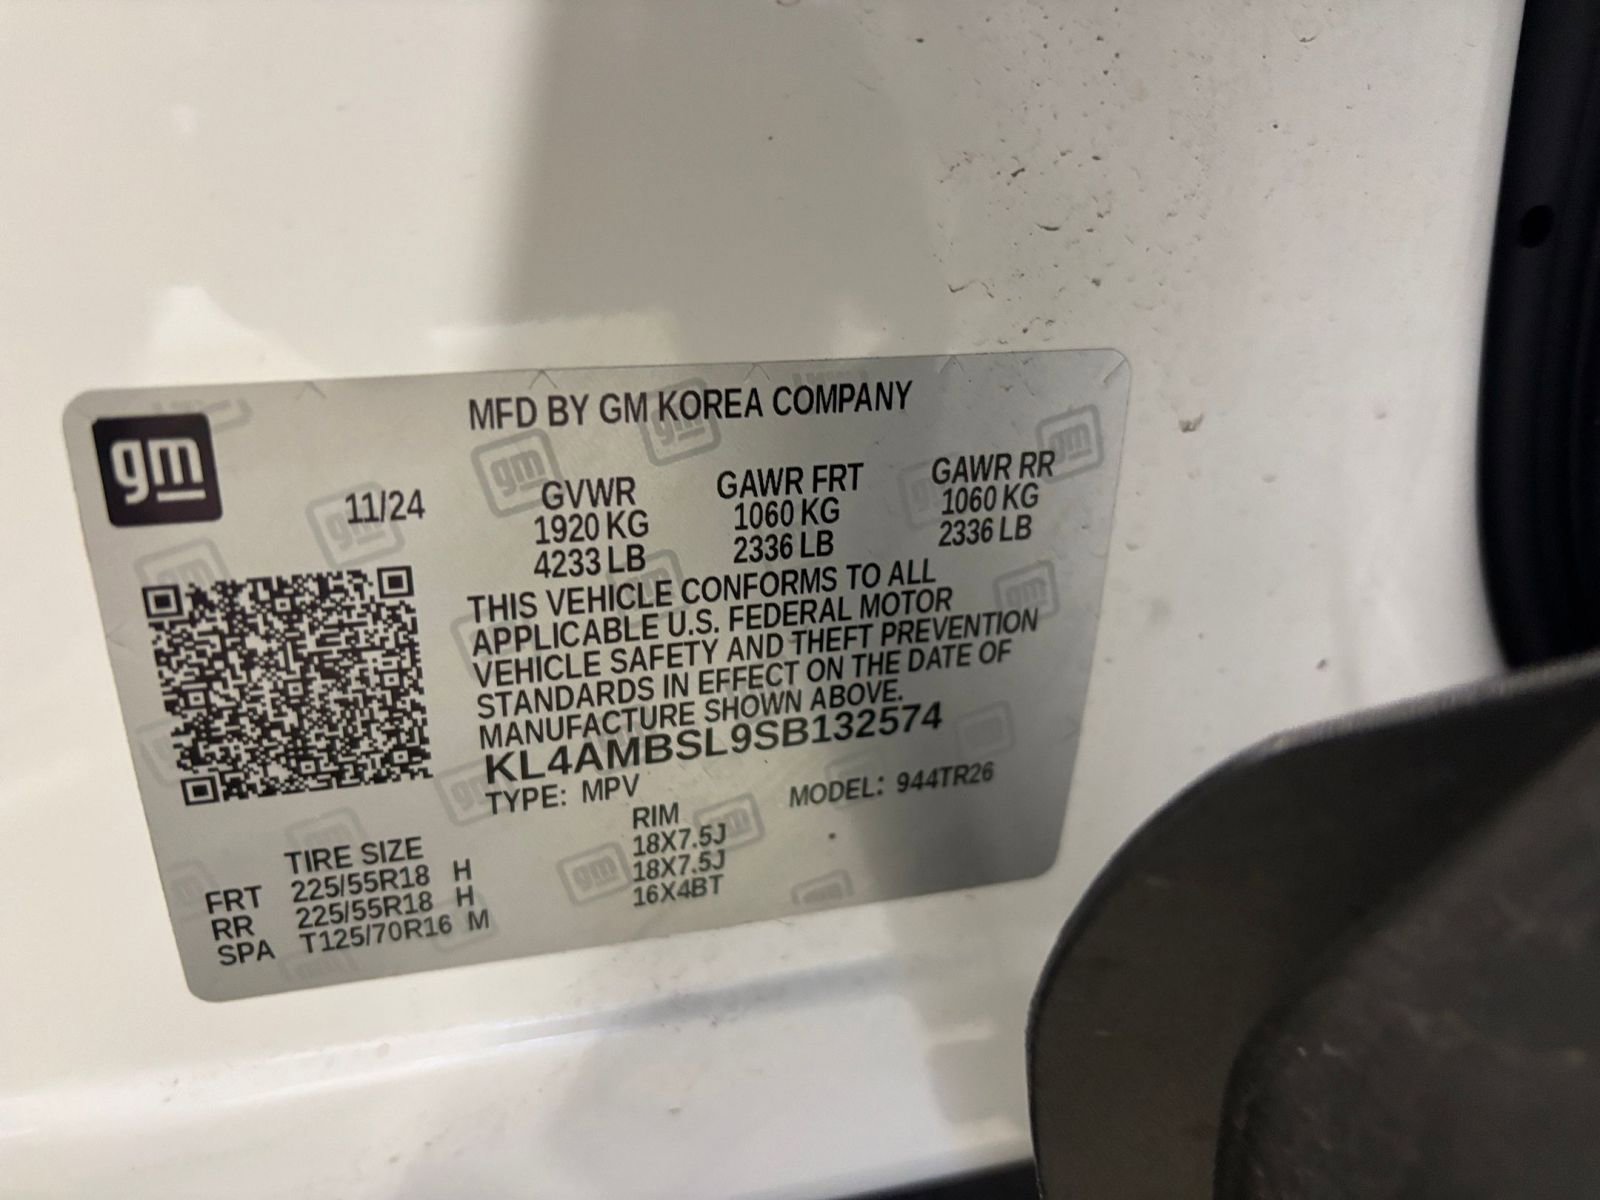 gm
MFD BY GM KOREA COMPANY
11/24
GVWR GAWR FRT GAWR RR
1920 KG 1060 KG 1060 KG
4233 LB 2336 LB 2336 LB
THIS VEHICLE CONFORMS TO ALL
APPLICABLE U.S. FEDERAL MOTOR
VEHICLE SAFETY AND THEFT PREVENTION
STANDARDS IN EFFECT ON THE DATE OF
MANUFACTURE SHOWN ABOVE.
KL4AMBSL9SB132574
TYPE: MPV MODEL: 944TR26
TIRE SIZE RIM
FRT 225/55R18 H 18X7.5J
RR 225/55R18 H 18X7.5J
SPA T125/70R16 M 16X4BT